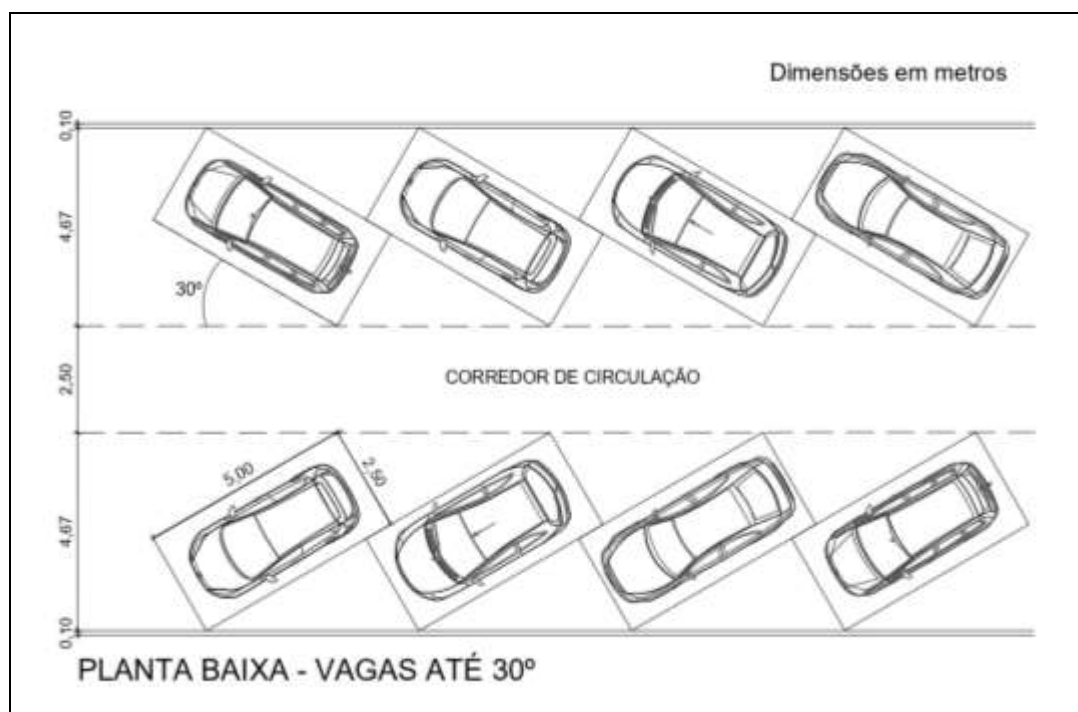 Dimensões em metros
0,10
4,67
30º
2,50
CORREDOR DE CIRCULAÇÃO
5,00
2,50
4,67
0,10
PLANTA BAIXA - VAGAS ATÉ 30º